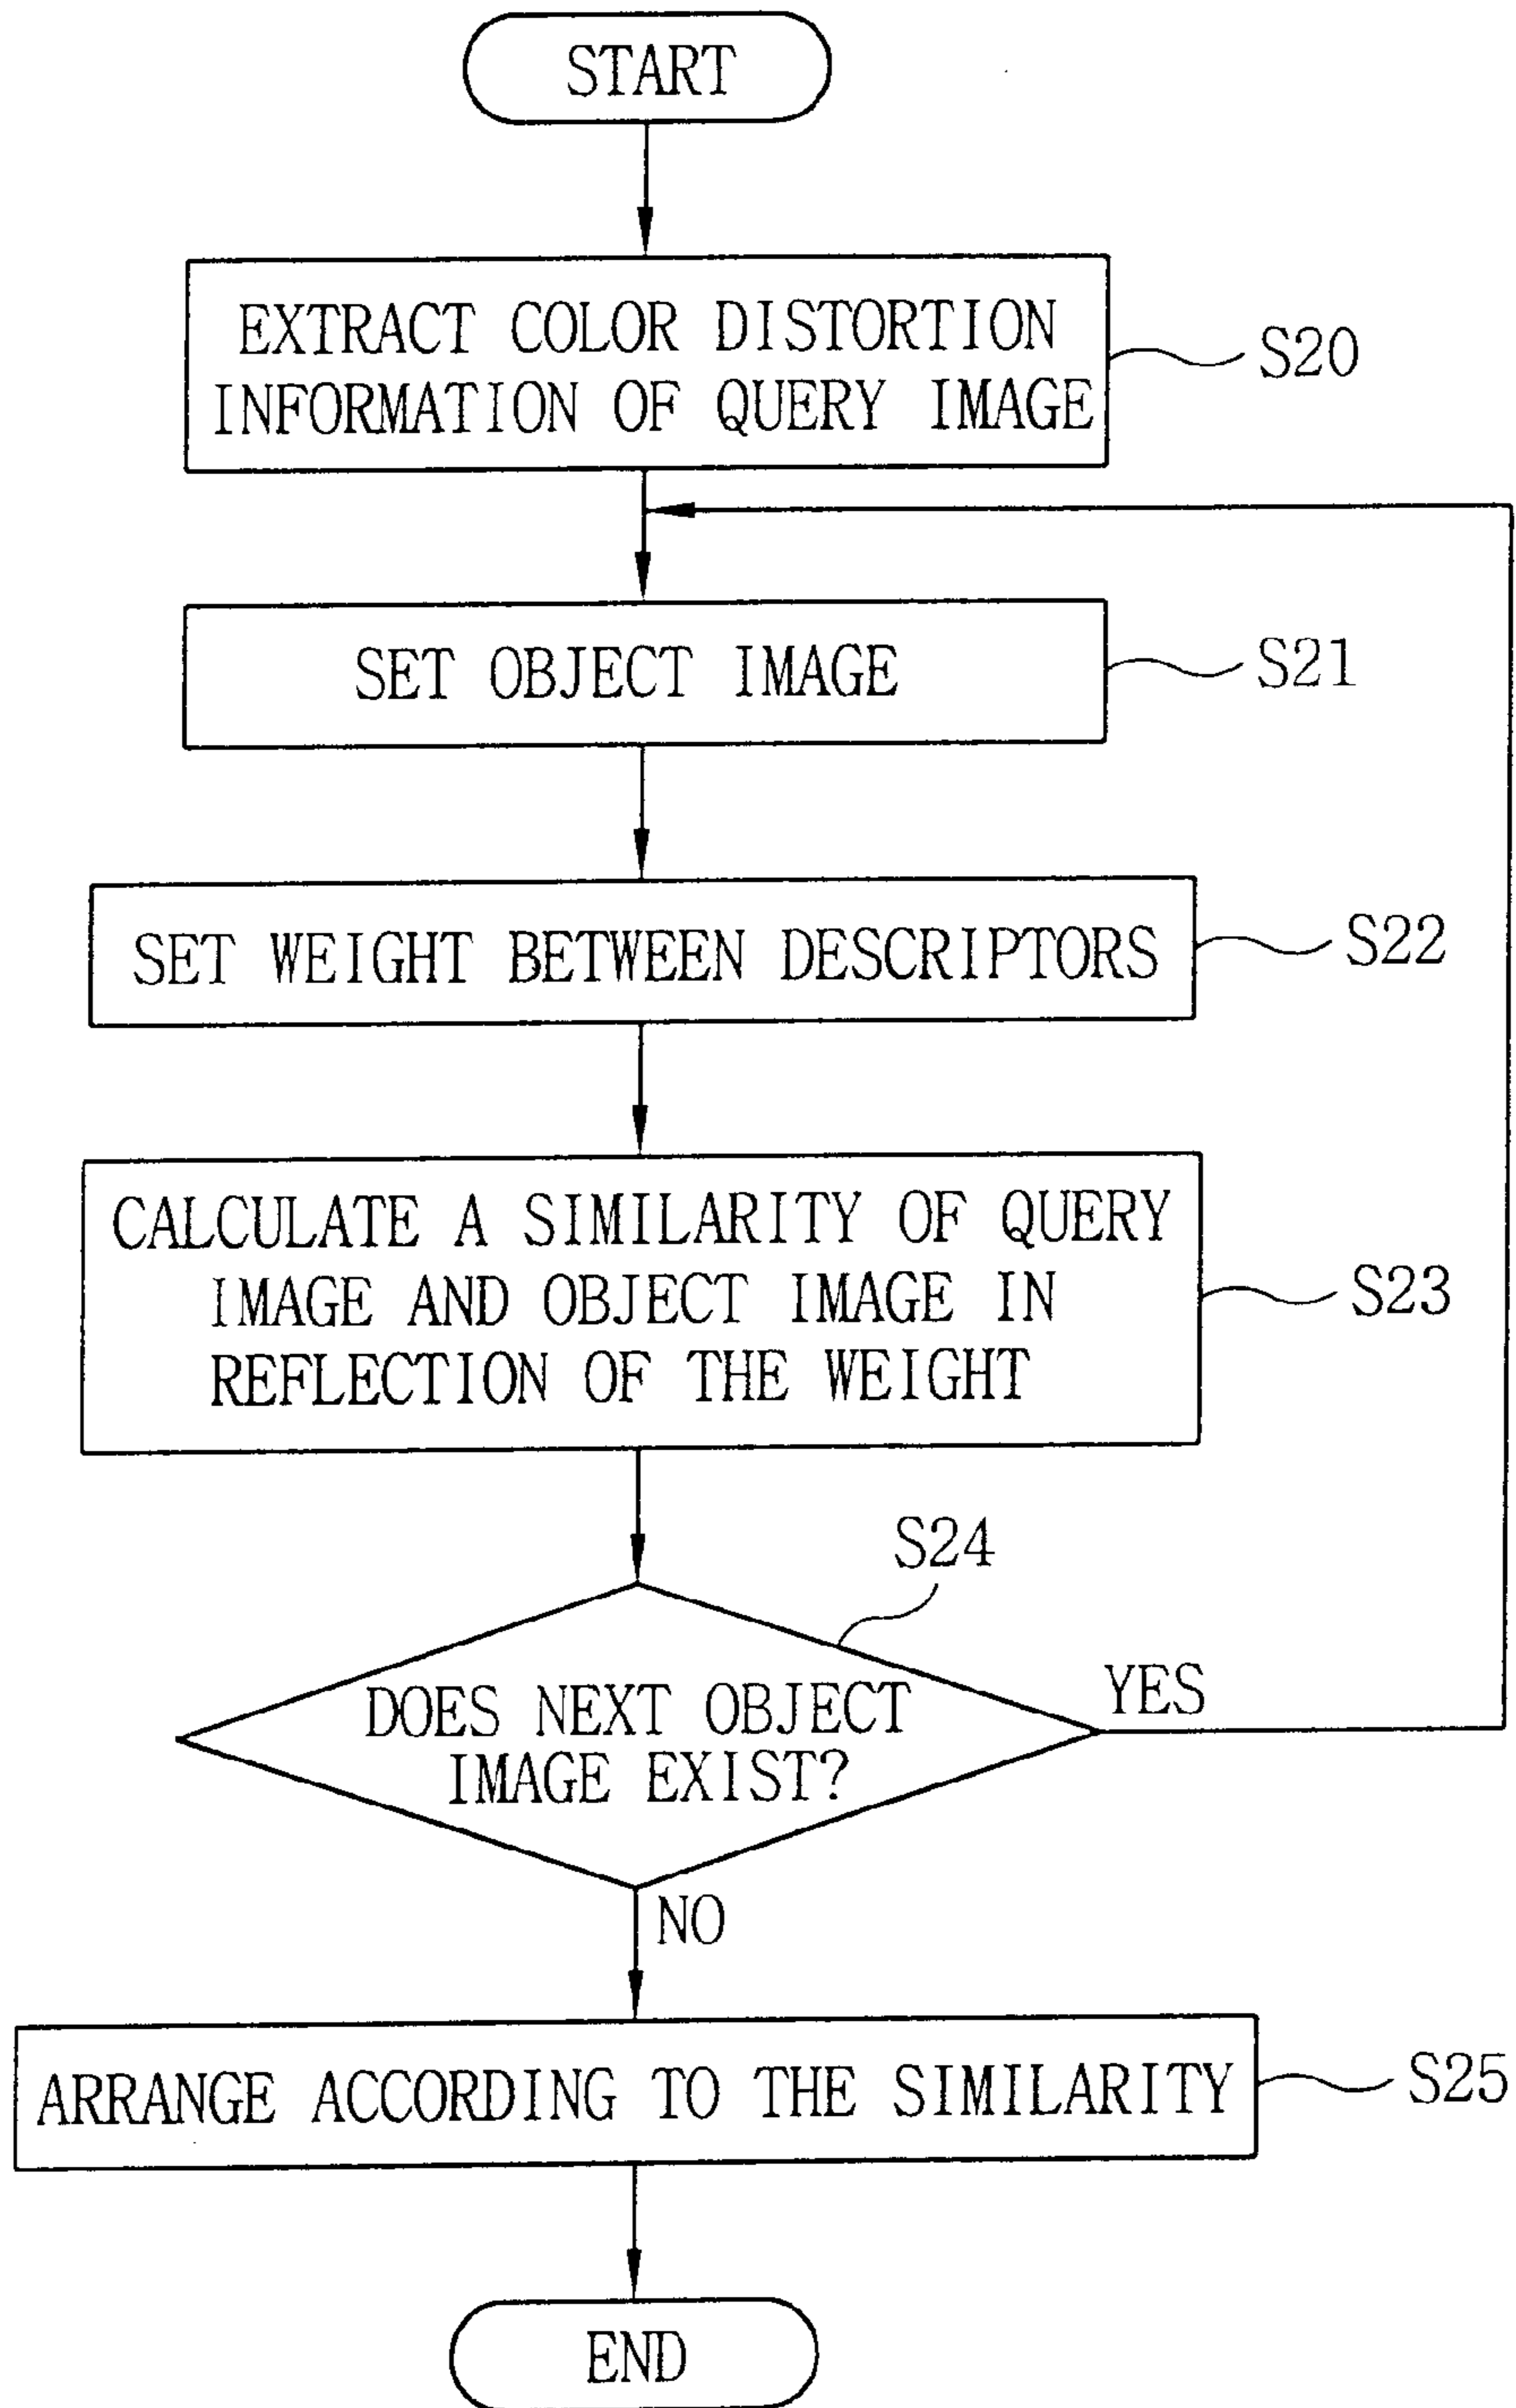 START
EXTRACT COLOR DISTORTION
INFORMATION OF QUERY IMAGE
S20
SET OBJECT IMAGE
S21
SET WEIGHT BETWEEN DESCRIPTORS
S22
CALCULATE A SIMILARITY OF QUERY
IMAGE AND OBJECT IMAGE IN
REFLECTION OF THE WEIGHT
S23
S24
DOES NEXT OBJECT
IMAGE EXIST?
YES
NO
ARRANGE ACCORDING TO THE SIMILARITY
S25
END